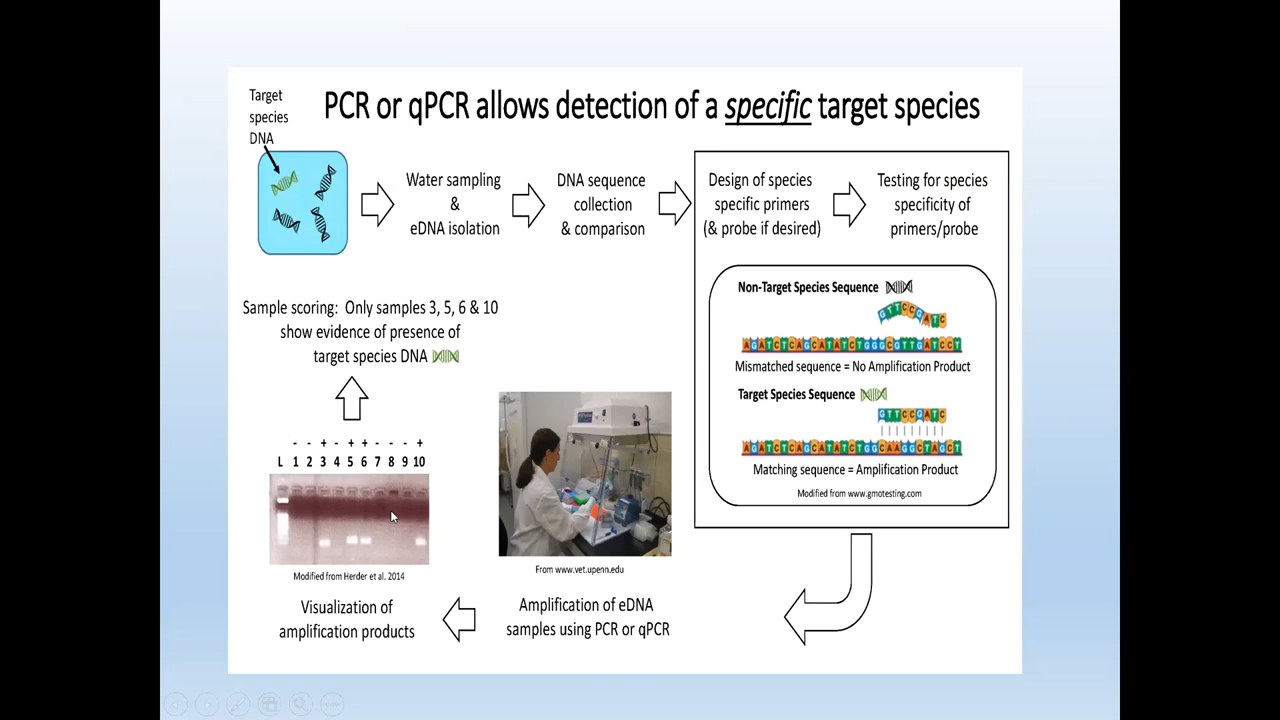 PCR or qPCR allows detection of a specific target species
Target
species
DNA
Water sampling
&
eDNA isolation
DNA sequence
collection
& comparison
Design of species
specific primers
(& probe if desired)
Testing for species
specificity of
primers/probe
Non-Target Species Sequence
GTTCCGATC
AGATCTCAGCATATCTGGGCGTTGATCCT
Mismatched sequence = No Amplification Product
Target Species Sequence
GTTCCGATC
AGATCTCAGCATATCTGGCAAGGCTAGCT
Matching sequence = Amplification Product
Modified from www.gmotesting.com
Amplification of eDNA
samples using PCR or qPCR
From www.vet.upenn.edu
Visualization of
amplification products
Modified from Herder et al. 2014
- - + - + + - - - +
L 1 2 3 4 5 6 7 8 9 10
Sample scoring: Only samples 3, 5, 6 & 10
show evidence of presence of
target species DNA